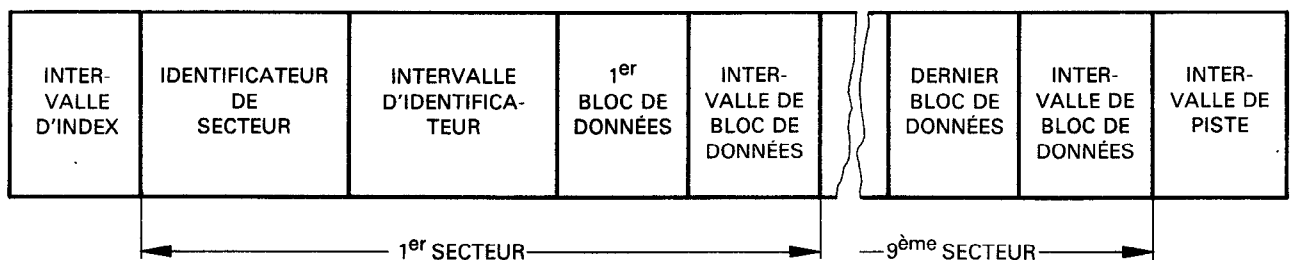 INTER-
VALLE
D'INDEX
IDENTIFICATEUR
DE
SECTEUR
INTERVALLE
D'IDENTIFICA-
TEUR
1er
BLOC DE
DONNÉES
INTER-
VALLE DE
BLOC DE
DONNÉES
DERNIER
BLOC DE
DONNÉES
INTER-
VALLE DE
BLOC DE
DONNÉES
INTER-
VALLE DE
PISTE
1er SECTEUR
9ème SECTEUR